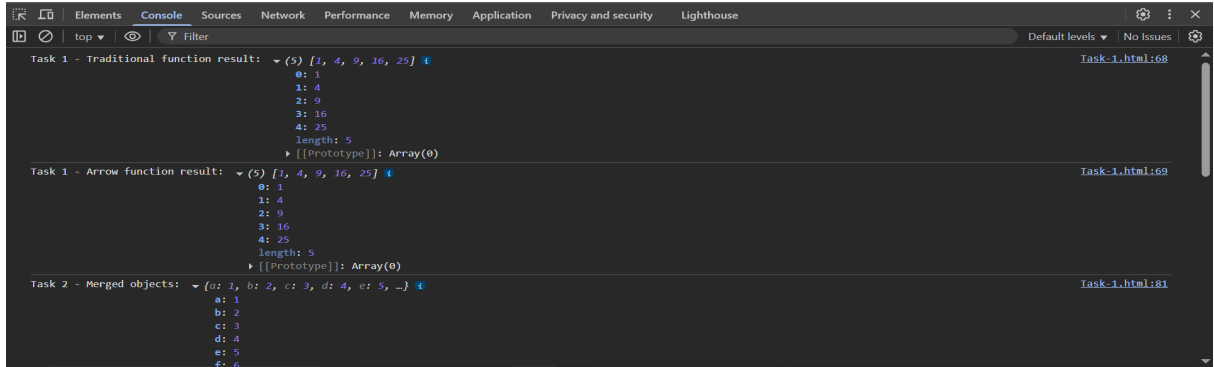 Elements Console Sources Network Performance Memory Application Privacy and security Lighthouse
top Filter Default levels No Issues
Task 1 - Traditional function result: (5) [1, 4, 9, 16, 25] Task-1.html:68
0: 1
1: 4
2: 9
3: 16
4: 25
length: 5
[[Prototype]]: Array(0)
Task 1 - Arrow function result: (5) [1, 4, 9, 16, 25] Task-1.html:69
0: 1
1: 4
2: 9
3: 16
4: 25
length: 5
[[Prototype]]: Array(0)
Task 2 - Merged objects: {a: 1, b: 2, c: 3, d: 4, e: 5, …} Task-1.html:81
a: 1
b: 2
c: 3
d: 4
e: 5
f: 6